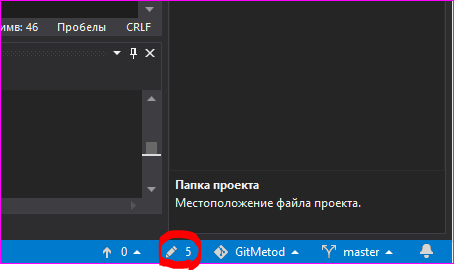 имв: 46 Пробелы CRLF
Папка проекта
Местоположение файла проекта.
0 5 GitMetod master